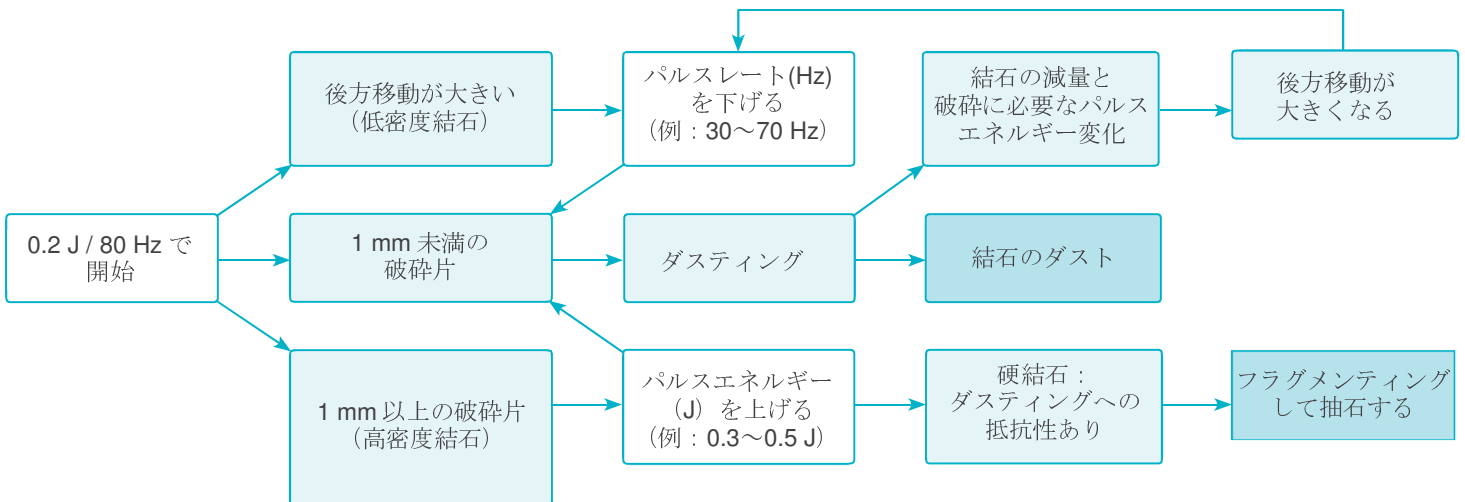 後方移動が大きい
（低密度結石）
パルスレート(Hz)
を下げる
（例：30～70 Hz）
結石の減量と
破砕に必要なパルス
エネルギー変化
後方移動が
大きくなる
0.2 J / 80 Hz で
開始
1 mm 未満の
破砕片
ダスティング
結石のダスト
1 mm 以上の破砕片
（高密度結石）
パルスエネルギー
（J）を上げる
（例：0.3～0.5 J）
硬結石：
ダスティングへの
抵抗性あり
フラグメンティング
して抽石する